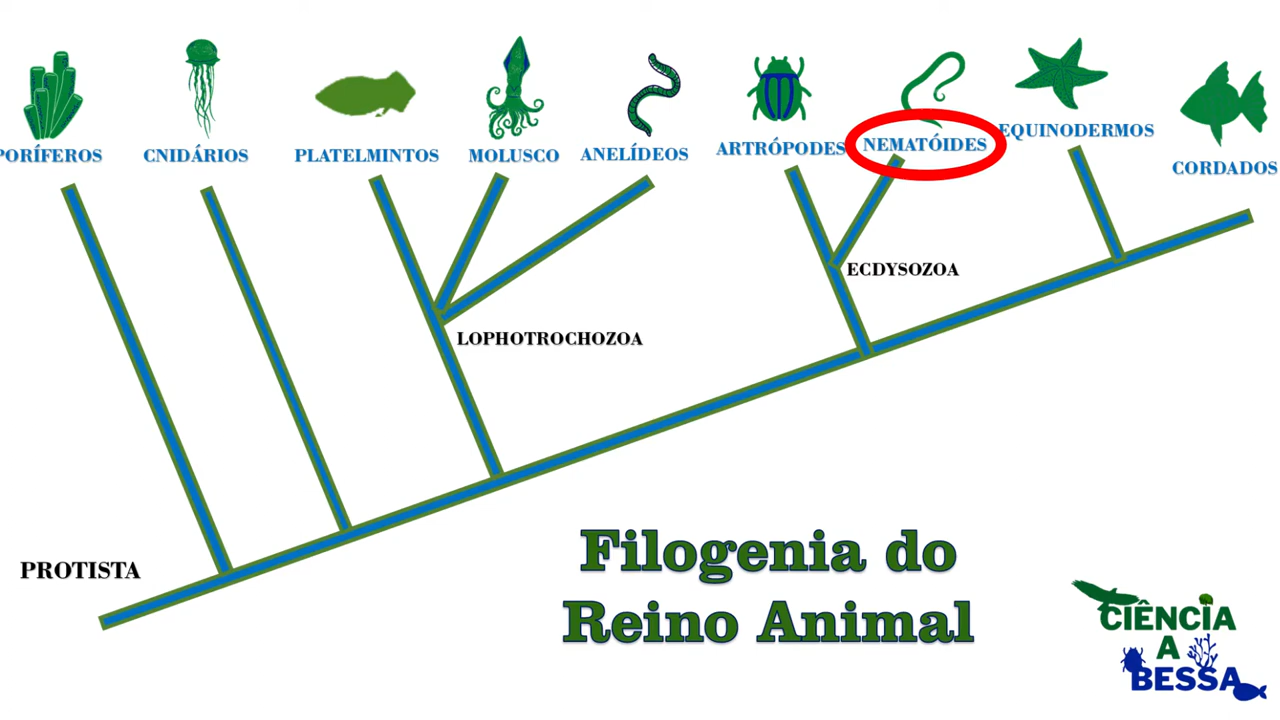 PORÍFEROS
CNIDÁRIOS
PLATELMINTOS
MOLUSCO
ANELÍDEOS
ARTRÓPODES
NEMATÓIDES
EQUINODERMOS
CORDADOS
ECDYSOZOA
LOPHOTROCHOZOA
PROTISTA
Filogenia do
Reino Animal
CIÊNCIA
A
BESSA